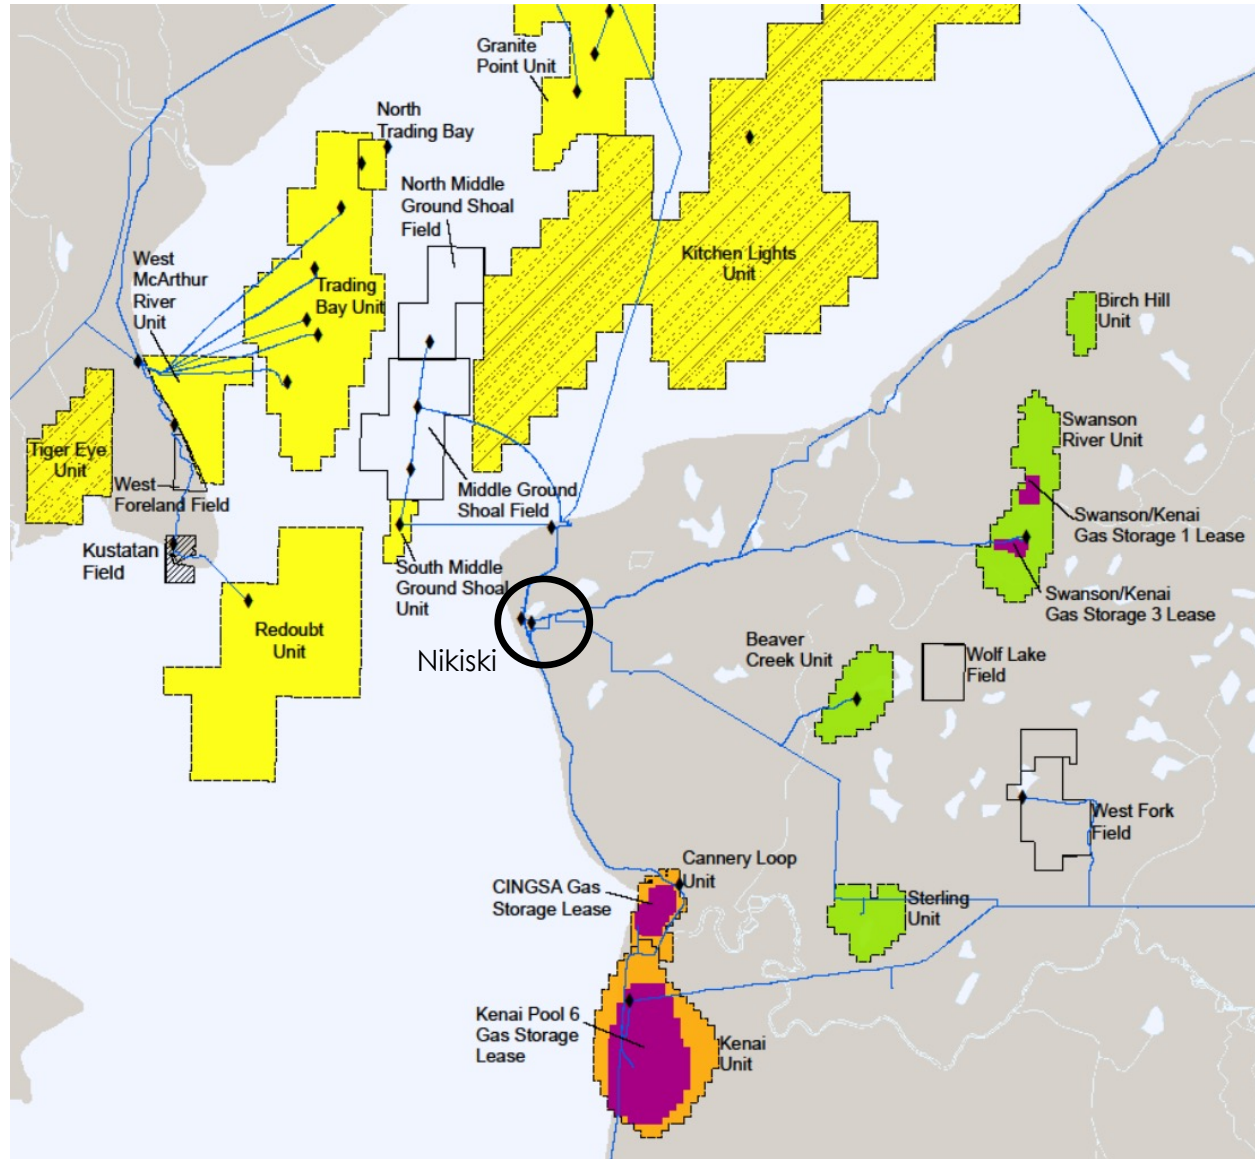 Granite
Point Unit
North
Trading Bay
North Middle
Ground Shoal
Field
West
McArthur
River
Unit
Trading
Bay Unit
Kitchen Lights
Unit
Birch Hill
Unit
Tiger Eye
Unit
West
Foreland Field
Middle Ground
Shoal Field
Swanson
River Unit
Swanson/Kenai
Gas Storage 1 Lease
Swanson/Kenai
Gas Storage 3 Lease
Kustatan
Field
South Middle
Ground Shoal
Unit
Redoubt
Unit
Nikiski
Beaver
Creek Unit
Wolf Lake
Field
West Fork
Field
Cannery Loop
Unit
CINGSA Gas
Storage Lease
Sterling
Unit
Kenai Pool 6
Gas Storage
Lease
Kenai
Unit